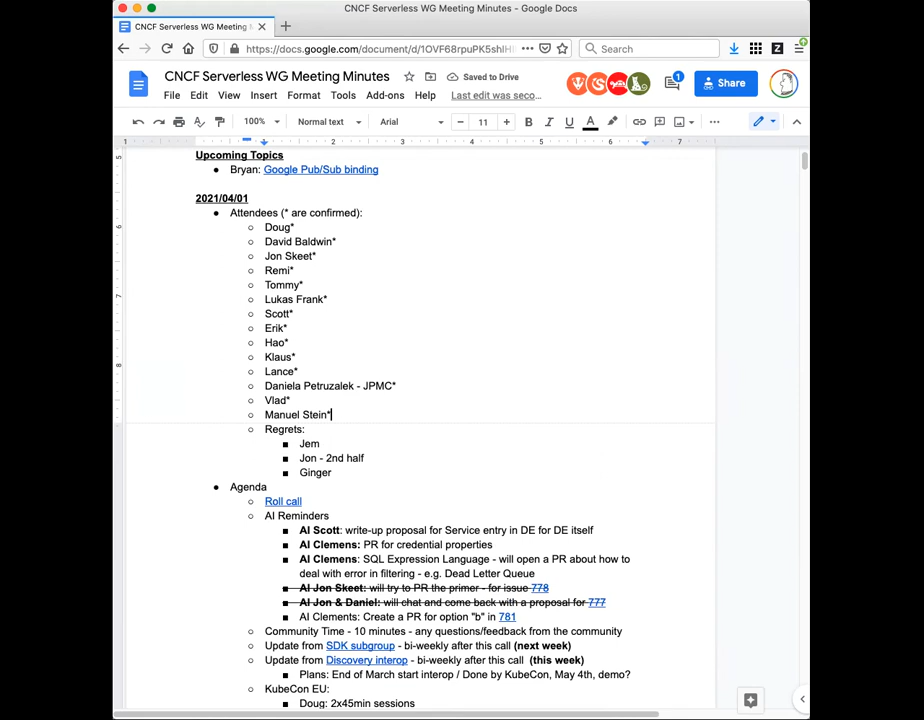 CNCF Serverless WG Meeting Minutes - Google Docs
CNCF Serverless WG Meeting Minutes
https://docs.google.com/document/d/1OVF68rpuPK5shIH
Search
CNCF Serverless WG Meeting Minutes
Saved to Drive
File Edit View Insert Format Tools Add-ons Help Last edit was seco...
1
Share
100% Normal text Arial 11 B I U A
1 1 2 3 4 5 6 7
Upcoming Topics
Bryan: Google Pub/Sub binding
2021/04/01
Attendees (* are confirmed):
Doug*
David Baldwin*
Jon Skeet*
Remi*
Tommy*
Lukas Frank*
Scott*
Erik*
Hao*
Klaus*
Lance*
Daniela Petruzalek - JPMC*
Vlad*
Manuel Stein*
Regrets:
Jem
Jon - 2nd half
Ginger
Agenda
Roll call
AI Reminders
AI Scott: write-up proposal for Service entry in DE for DE itself
AI Clemens: PR for credential properties
AI Clemens: SQL Expression Language - will open a PR about how to
deal with error in filtering - e.g. Dead Letter Queue
AI Jon Skeet: will try to PR the primer - for issue 778
AI Jon & Daniel: will chat and come back with a proposal for 777
AI Clements: Create a PR for option "b" in 781
Community Time - 10 minutes - any questions/feedback from the community
Update from SDK subgroup - bi-weekly after this call (next week)
Update from Discovery interop - bi-weekly after this call (this week)
Plans: End of March start interop / Done by KubeCon, May 4th, demo?
KubeCon EU:
Doug: 2x45min sessions